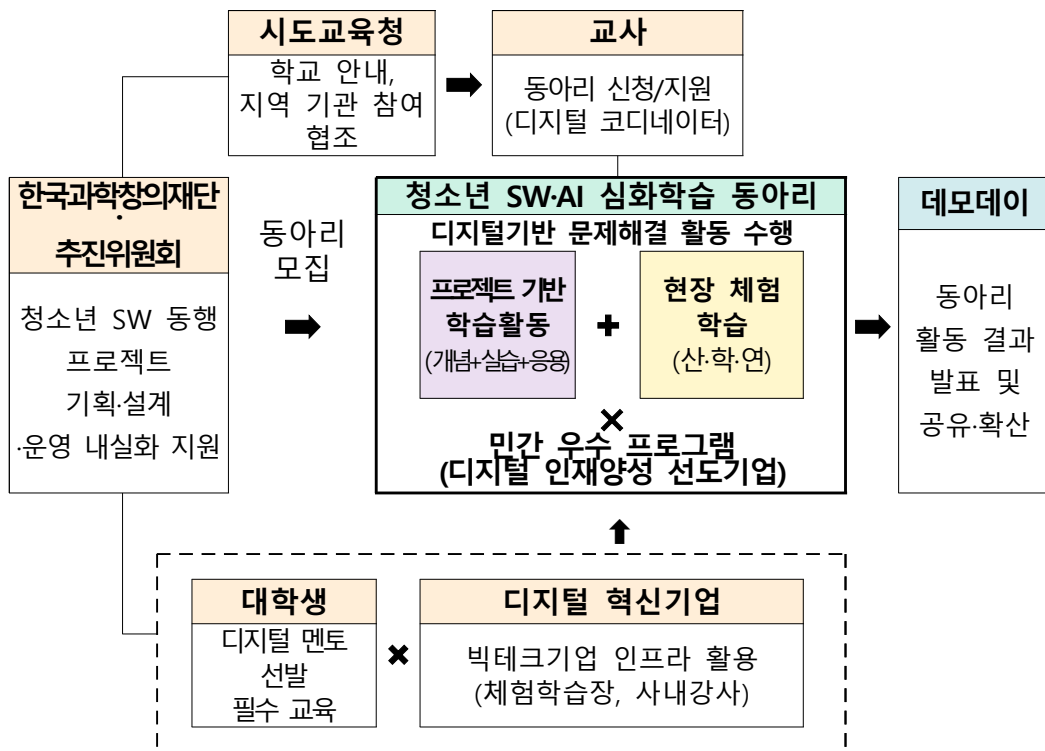 시도교육청
학교 안내,
지역 기관 참여
협조
교사
동아리 신청/지원
(디지털 코디네이터)
한국과학창의재단
·
추진위원회
청소년 SW 동행
프로젝트
기획·설계
·운영 내실화 지원
동아리
모집
청소년 SW·AI 심화학습 동아리
디지털기반 문제해결 활동 수행
프로젝트 기반
학습활동
(개념+실습+응용)
+
현장 체험
학습
(산·학·연)
×
민간 우수 프로그램
(디지털 인재양성 선도기업)
데모데이
동아리
활동 결과
발표 및
공유·확산
대학생
디지털 멘토
선발
필수 교육
×
디지털 혁신기업
빅테크기업 인프라 활용
(체험학습장, 사내강사)